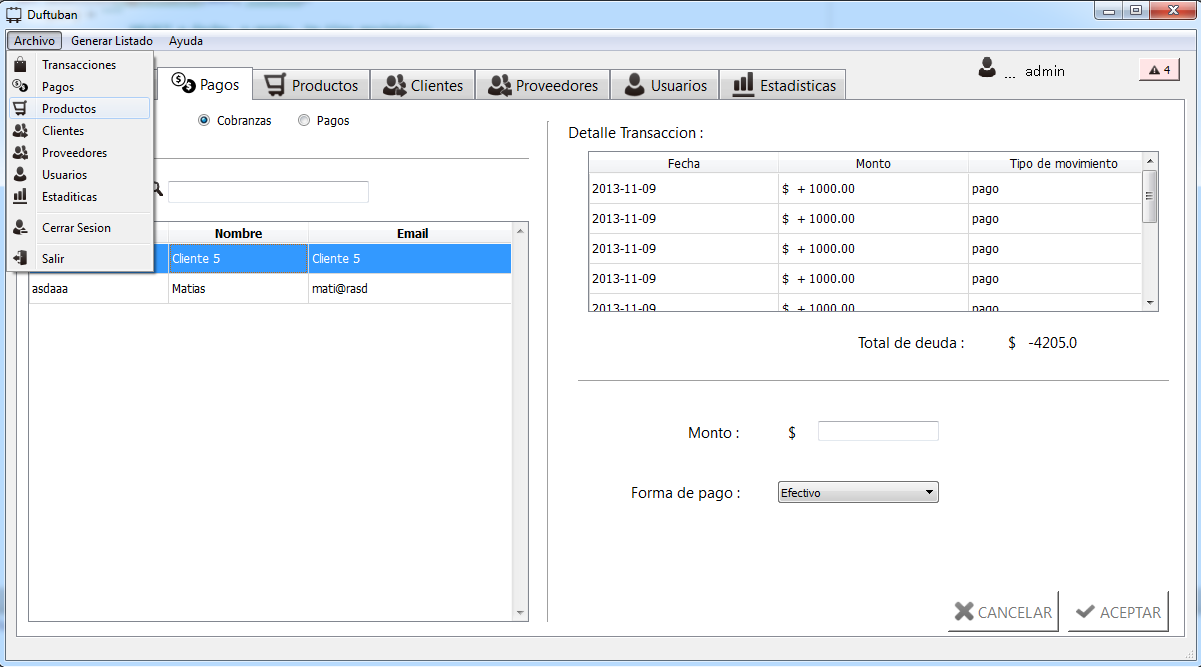 Duftuban
Archivo Generar Listado Ayuda
Transacciones
Pagos
Productos
Clientes
Proveedores
Usuarios
Estadíticas
Cerrar Sesion
Salir
Pagos Productos Clientes Proveedores Usuarios Estadisticas
... admin
4
Cobranzas Pagos
Nombre Email
Cliente 5 Cliente 5
asdaaa Matias mati@rasd
Detalle Transaccion :
Fecha Monto Tipo de movimiento
2013-11-09 $ + 1000.00 pago
2013-11-09 $ + 1000.00 pago
2013-11-09 $ + 1000.00 pago
2013-11-09 $ + 1000.00 pago
2013-11-09 $ + 1000.00 pago
Total de deuda : $ -4205.0
Monto : $
Forma de pago : Efectivo
CANCELAR ACEPTAR